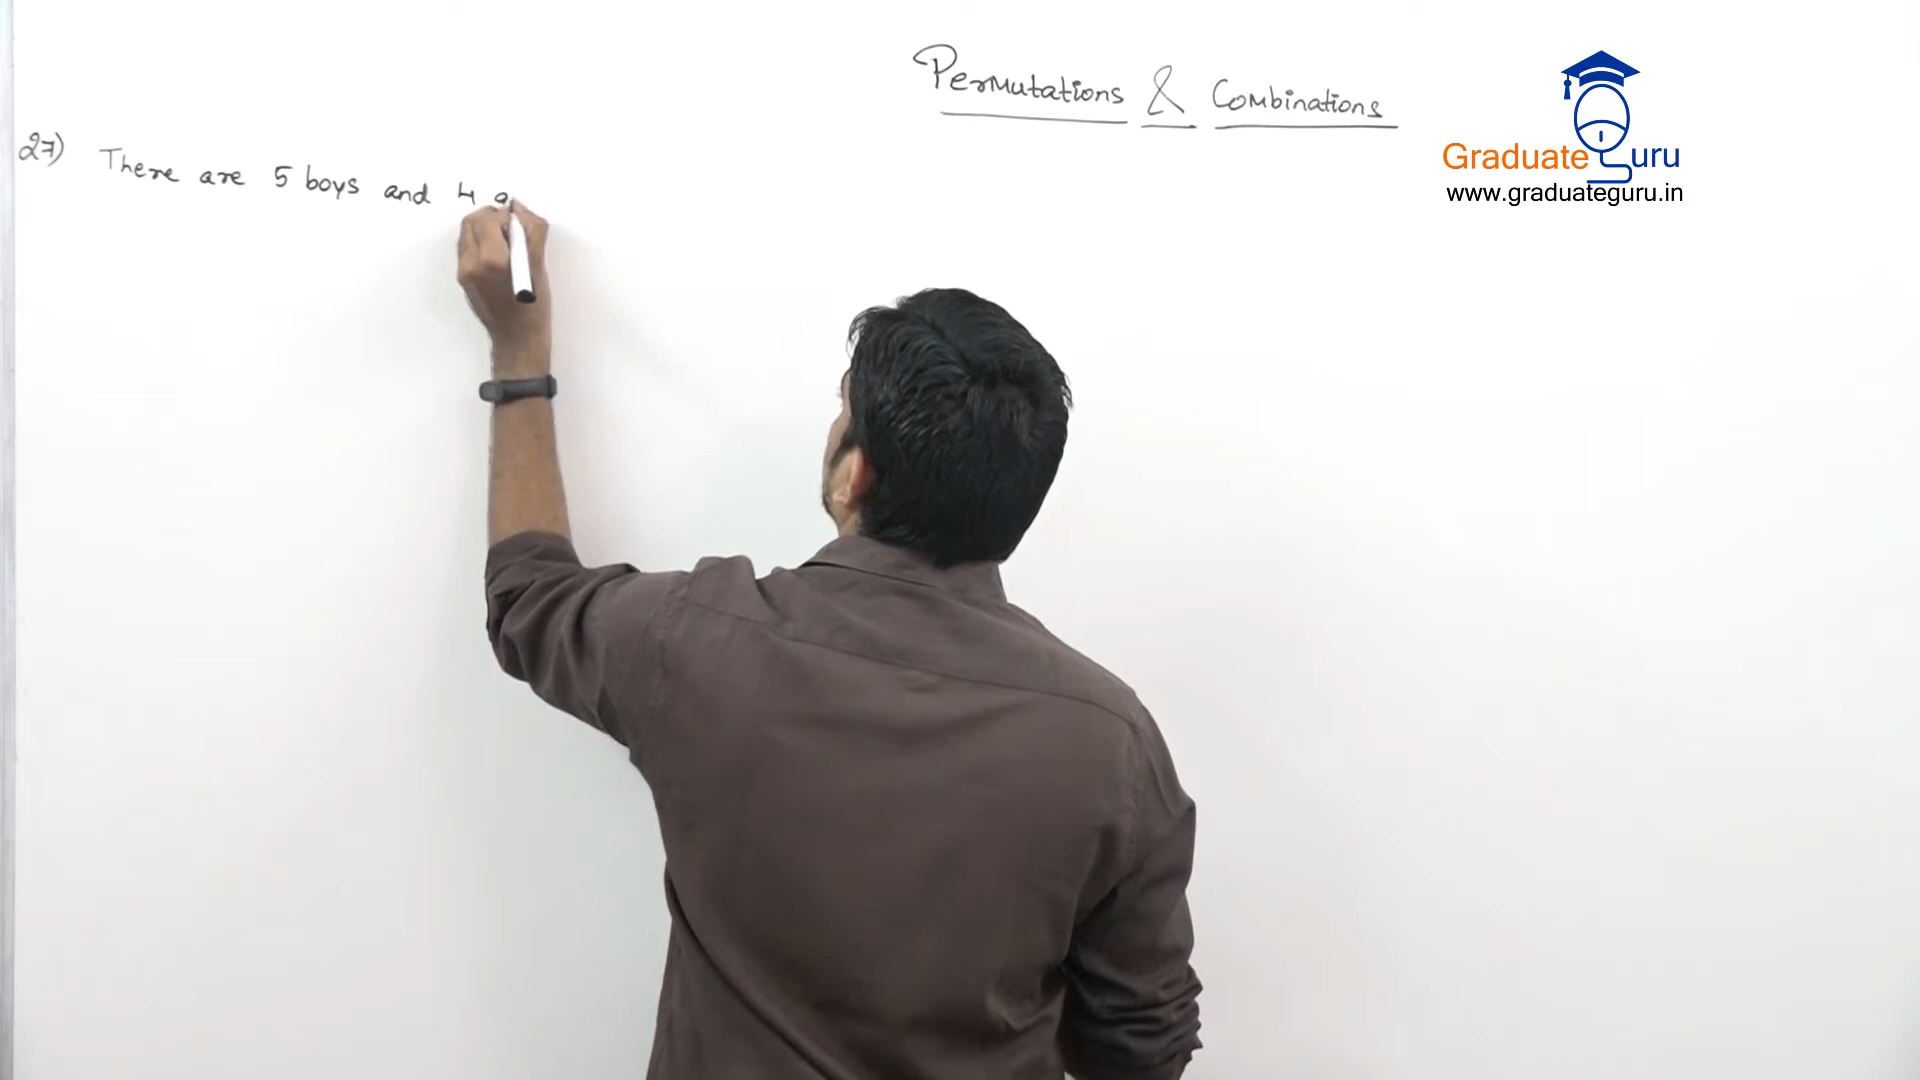 Permutations & Combinations
Graduate Guru
www.graduateguru.in
27) There are 5 boys and 4 g